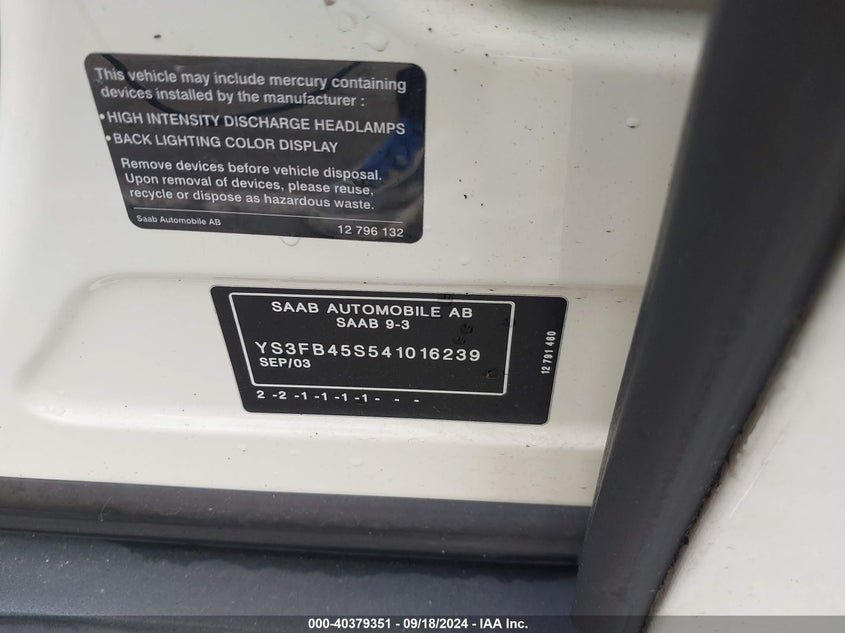 This vehicle may include mercury containing
devices installed by the manufacturer :
•HIGH INTENSITY DISCHARGE HEADLAMPS
•BACK LIGHTING COLOR DISPLAY
Remove devices before vehicle disposal.
Upon removal of devices, please reuse,
recycle or dispose as hazardous waste.
Saab Automobile AB
12 796 132
SAAB AUTOMOBILE AB
SAAB 9-3
YS3FB45S541016239
SEP/03
2 -2 -1 -1 -1 -1 - - -
12 791 460
000-40379351 - 09/18/2024 - IAA Inc.